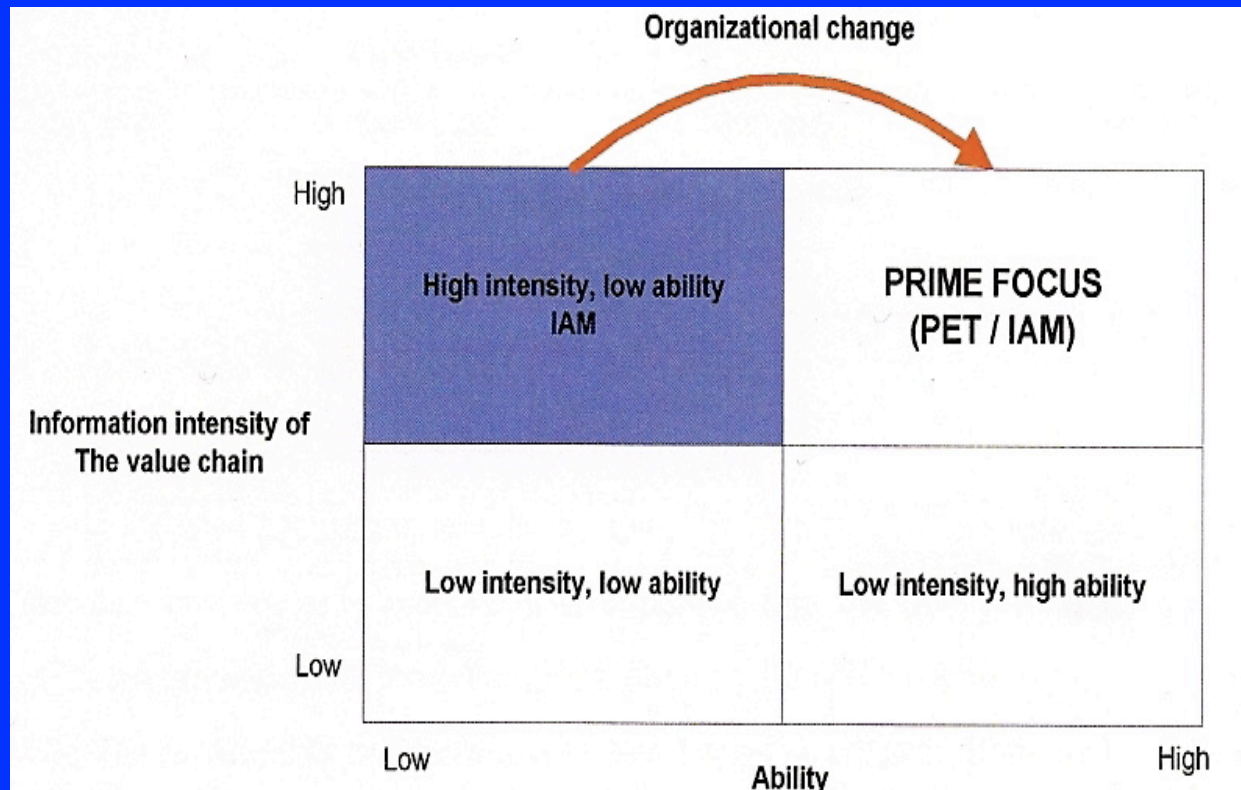 Organizational change
High
High intensity, low ability
IAM
PRIME FOCUS
(PET / IAM)
Information intensity of
The value chain
Low intensity, low ability
Low intensity, high ability
Low
Low
High
Ability